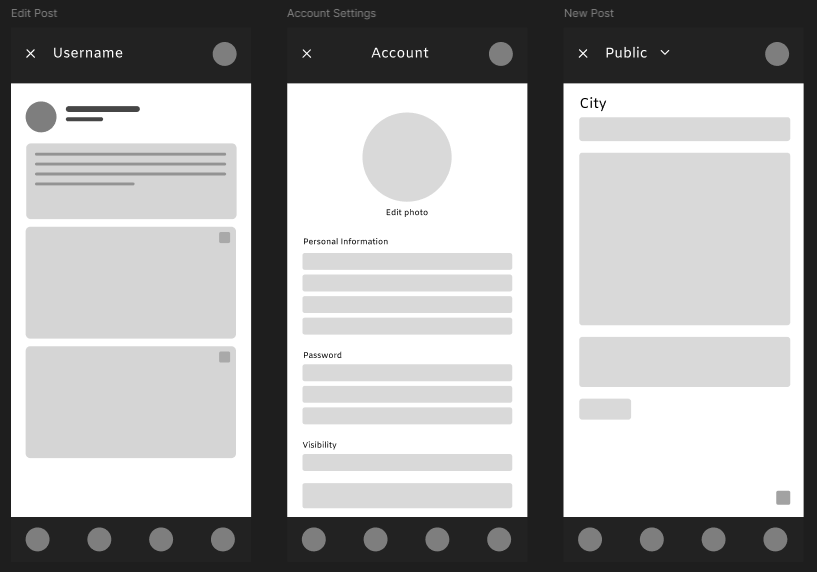 Edit Post
Username
Account Settings
Account
Edit photo
Personal Information
Password
Visibility
New Post
Public
City